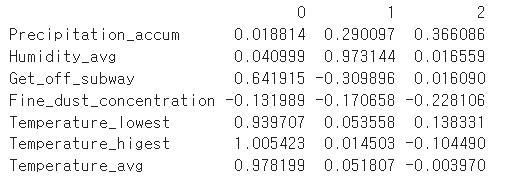 0 1 2
Precipitation_accum 0.018814 0.290097 0.366086
Humidity_avg 0.040999 0.973144 0.016559
Get_off_subway 0.641915 -0.309896 0.016090
Fine_dust_concentration -0.131989 -0.170658 -0.228106
Temperature_lowest 0.939707 0.053558 0.138331
Temperature_higest 1.005423 0.014503 -0.104490
Temperature_avg 0.978199 0.051807 -0.003970